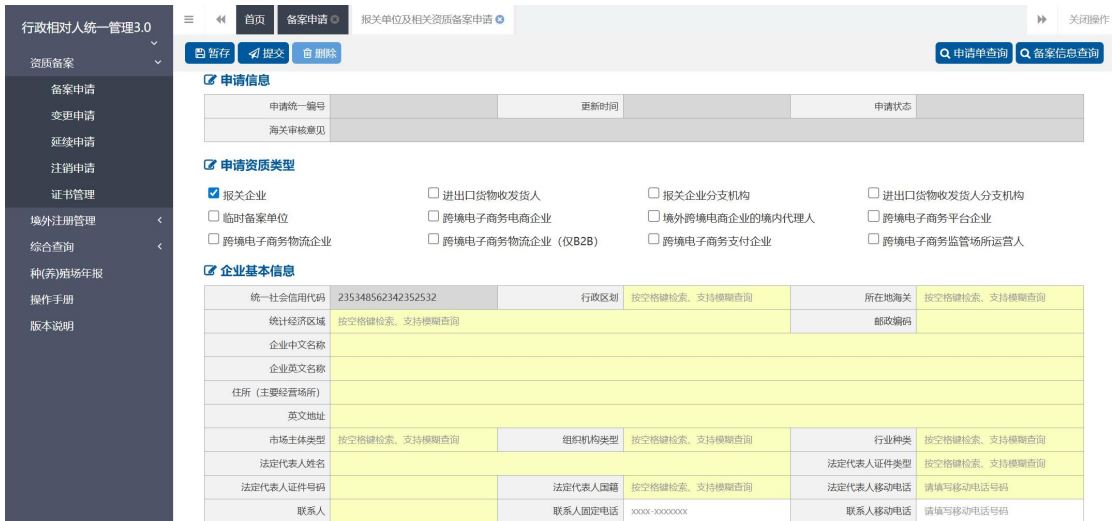 行政相对人统一管理3.0
首页 备案申请 报关单位及相关资质备案申请 关闭操作
暂存 提交 删除 申请单查询 备案信息查询
资质备案
备案申请
变更申请
延续申请
注销申请
证书管理
境外注册管理
综合查询
种(养)殖场年报
操作手册
版本说明
申请信息
申请统一编号 更新时间 申请状态
海关审核意见
申请资质类型
报关企业 进出口货物收发货人 报关企业分支机构 进出口货物收发货人分支机构
临时备案单位 跨境电子商务电商企业 境外跨境电商企业的境内代理人 跨境电子商务平台企业
跨境电子商务物流企业 跨境电子商务物流企业（仅B2B） 跨境电子商务支付企业 跨境电子商务监管场所运营人
企业基本信息
统一社会信用代码 235348562342352532 行政区划 按空格键检索、支持模糊查询 所在地海关 按空格键检索、支持模糊查询
统计经济区域 按空格键检索、支持模糊查询 邮政编码
企业中文名称
企业英文名称
住所（主要经营场所）
英文地址
市场主体类型 按空格键检索、支持模糊查询 组织机构类型 按空格键检索、支持模糊查询 行业种类 按空格键检索、支持模糊查询
法定代表人姓名 法定代表人证件类型 按空格键检索、支持模糊查询
法定代表人证件号码 法定代表人国籍 按空格键检索、支持模糊查询 法定代表人移动电话 请填写移动电话号码
联系人 联系人固定电话 xxxx-xxxxxxx 联系人移动电话 请填写移动电话号码